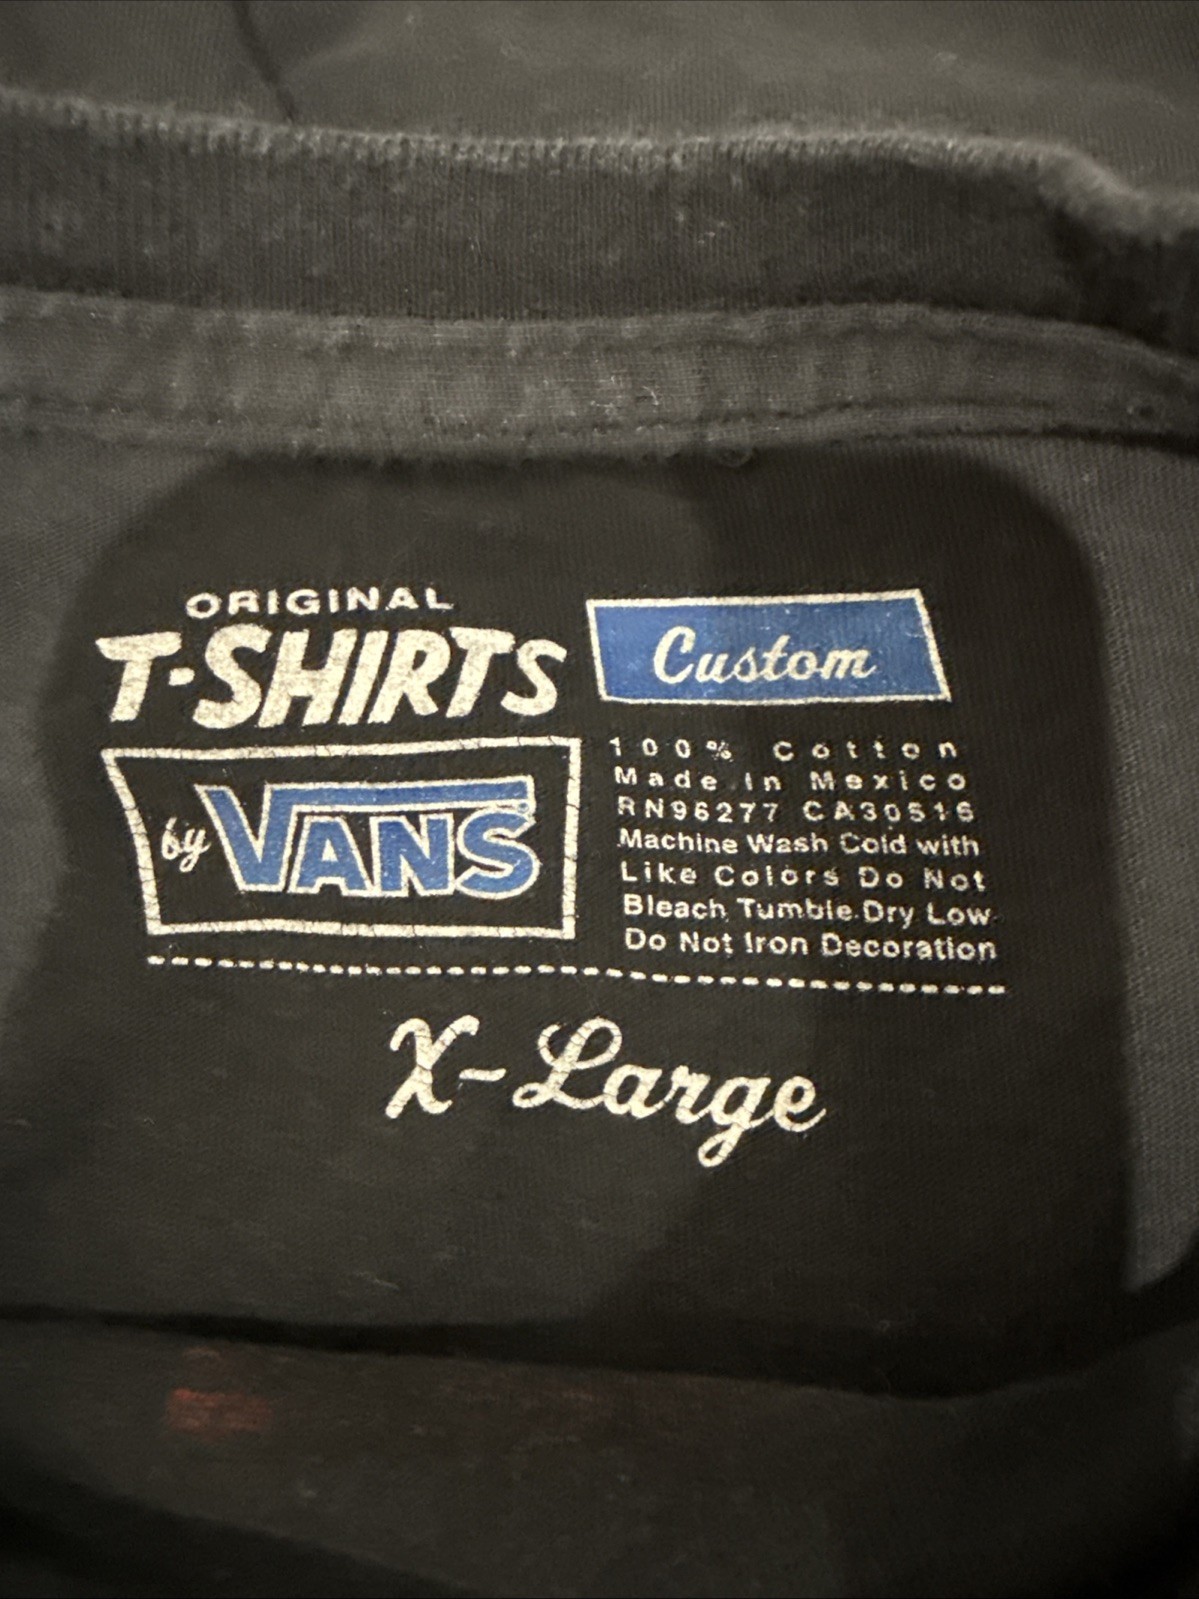 ORIGINAL
T-SHIRTS
by VANS
Custom
100% Cotton
Made In Mexico
RN96277 CA30516
Machine Wash Cold with
Like Colors Do Not
Bleach Tumble Dry Low
Do Not Iron Decoration
X-Large